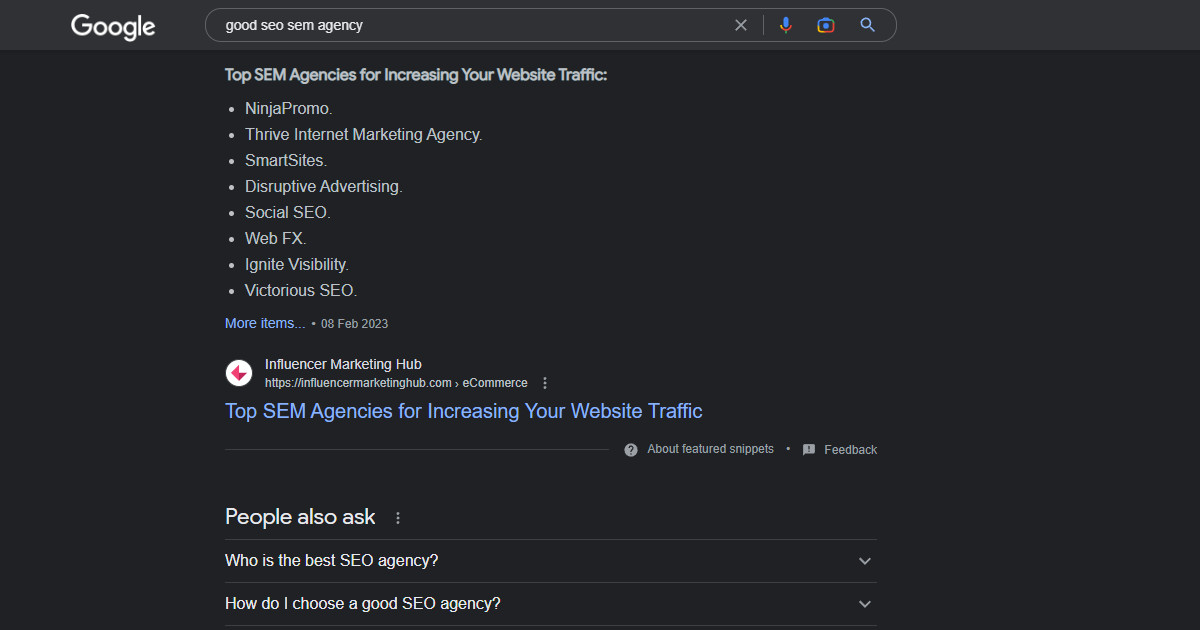 Google
good seo sem agency
Top SEM Agencies for Increasing Your Website Traffic:
NinjaPromo.
Thrive Internet Marketing Agency.
SmartSites.
Disruptive Advertising.
Social SEO.
Web FX.
Ignite Visibility.
Victorious SEO.
More items... • 08 Feb 2023
Influencer Marketing Hub
https://influencermarketinghub.com › eCommerce
Top SEM Agencies for Increasing Your Website Traffic
About featured snippets • Feedback
People also ask
Who is the best SEO agency?
How do I choose a good SEO agency?